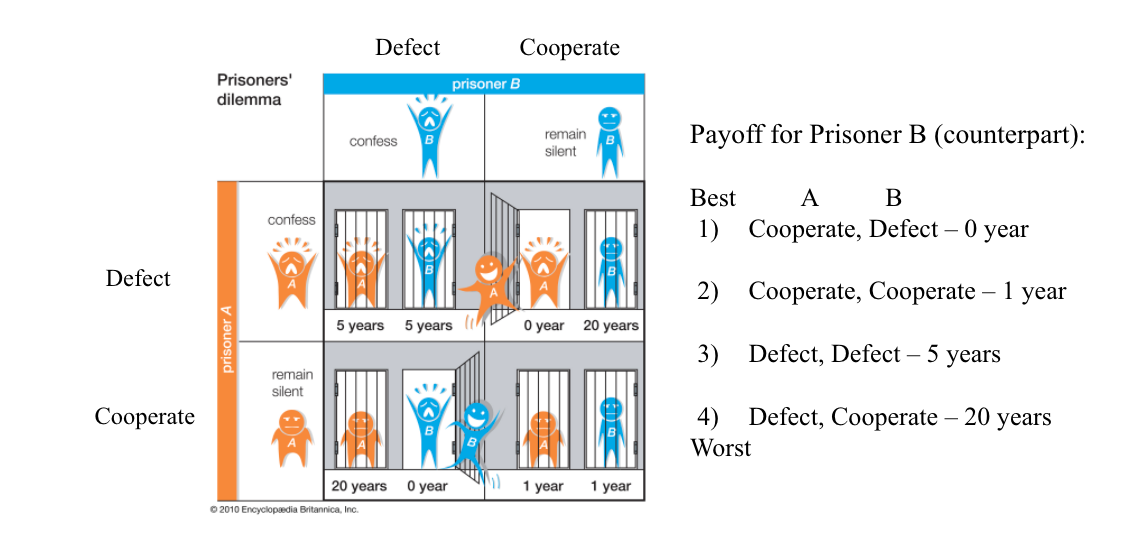 Defect Cooperate
Prisoners'
dilemma
prisoner B
confess
B
remain
silent
B
Payoff for Prisoner B (counterpart):
Best A B
1) Cooperate, Defect – 0 year
2) Cooperate, Cooperate – 1 year
3) Defect, Defect – 5 years
4) Defect, Cooperate – 20 years
Worst
Defect
prisoner A
confess
A
A
B
A
A
B
5 years 5 years 0 year 20 years
Cooperate
remain
silent
A
A
B
B
A
B
20 years 0 year 1 year 1 year
© 2010 Encyclopædia Britannica, Inc.